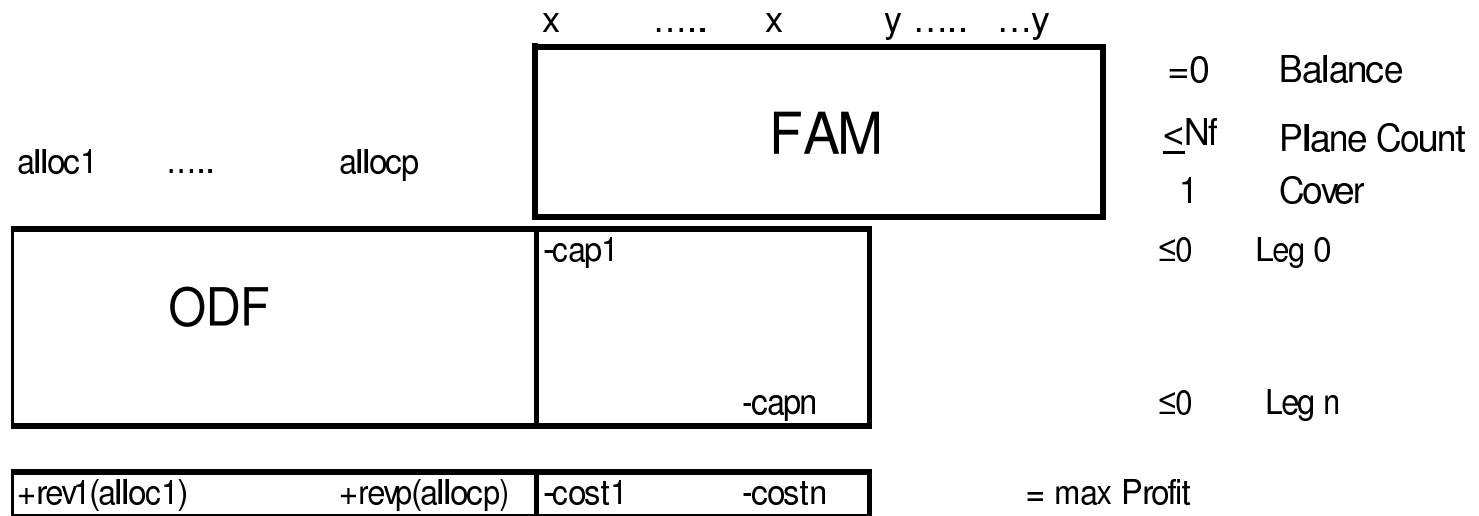 x ..... x y ..... ...y
=0 Balance
FAM
≤Nf Plane Count
alloc1 ..... allocp
1 Cover
-cap1 ≤0 Leg 0
ODF
-capn ≤0 Leg n
+rev1(alloc1) +revp(allocp) -cost1 -costn = max Profit